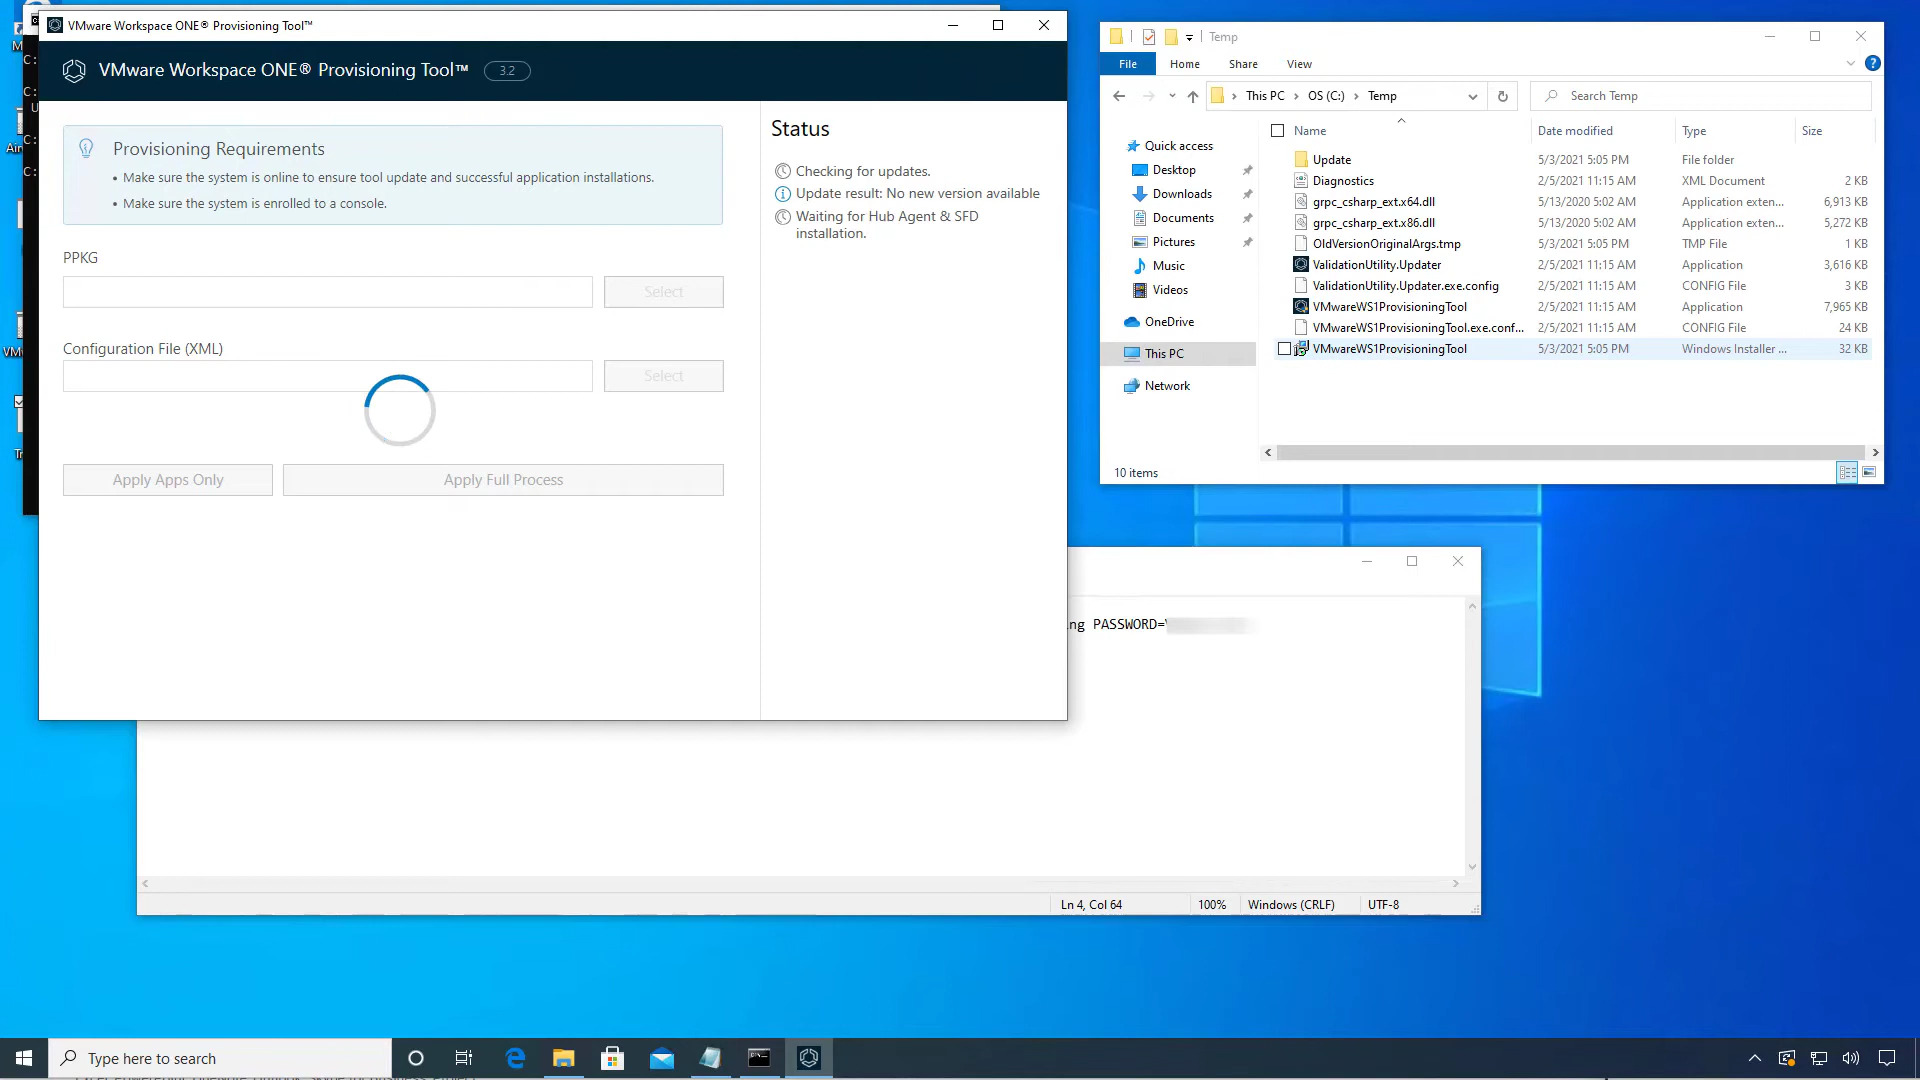 VMware Workspace ONE® Provisioning Tool™
VMware Workspace ONE® Provisioning Tool™ 3.2
Provisioning Requirements
• Make sure the system is online to ensure tool update and successful application installations.
• Make sure the system is enrolled to a console.
PPKG
Select
Configuration File (XML)
Select
Apply Apps Only
Apply Full Process
Status
Checking for updates.
Update result: No new version available
Waiting for Hub Agent & SFD
installation.
Temp
File Home Share View
This PC OS (C:) Temp
Search Temp
Quick access
Desktop
Downloads
Documents
Pictures
Music
Videos
OneDrive
This PC
Network
Name Date modified Type Size
Update 5/3/2021 5:05 PM File folder
Diagnostics 2/5/2021 11:15 AM XML Document 2 KB
grpc_csharp_ext.x64.dll 5/13/2020 5:02 AM Application exten... 6,913 KB
grpc_csharp_ext.x86.dll 5/13/2020 5:02 AM Application exten... 5,272 KB
OldVersionOriginalArgs.tmp 5/3/2021 5:05 PM TMP File 1 KB
ValidationUtility.Updater 2/5/2021 11:15 AM Application 3,616 KB
ValidationUtility.Updater.exe.config 2/5/2021 11:15 AM CONFIG File 3 KB
VMwareWS1ProvisioningTool 2/5/2021 11:15 AM Application 7,965 KB
VMwareWS1ProvisioningTool.exe.conf... 2/5/2021 11:15 AM CONFIG File 24 KB
VMwareWS1ProvisioningTool 5/3/2021 5:05 PM Windows Installer ... 32 KB
10 items
ng PASSWORD=
Ln 4, Col 64 100% Windows (CRLF) UTF-8
Type here to search